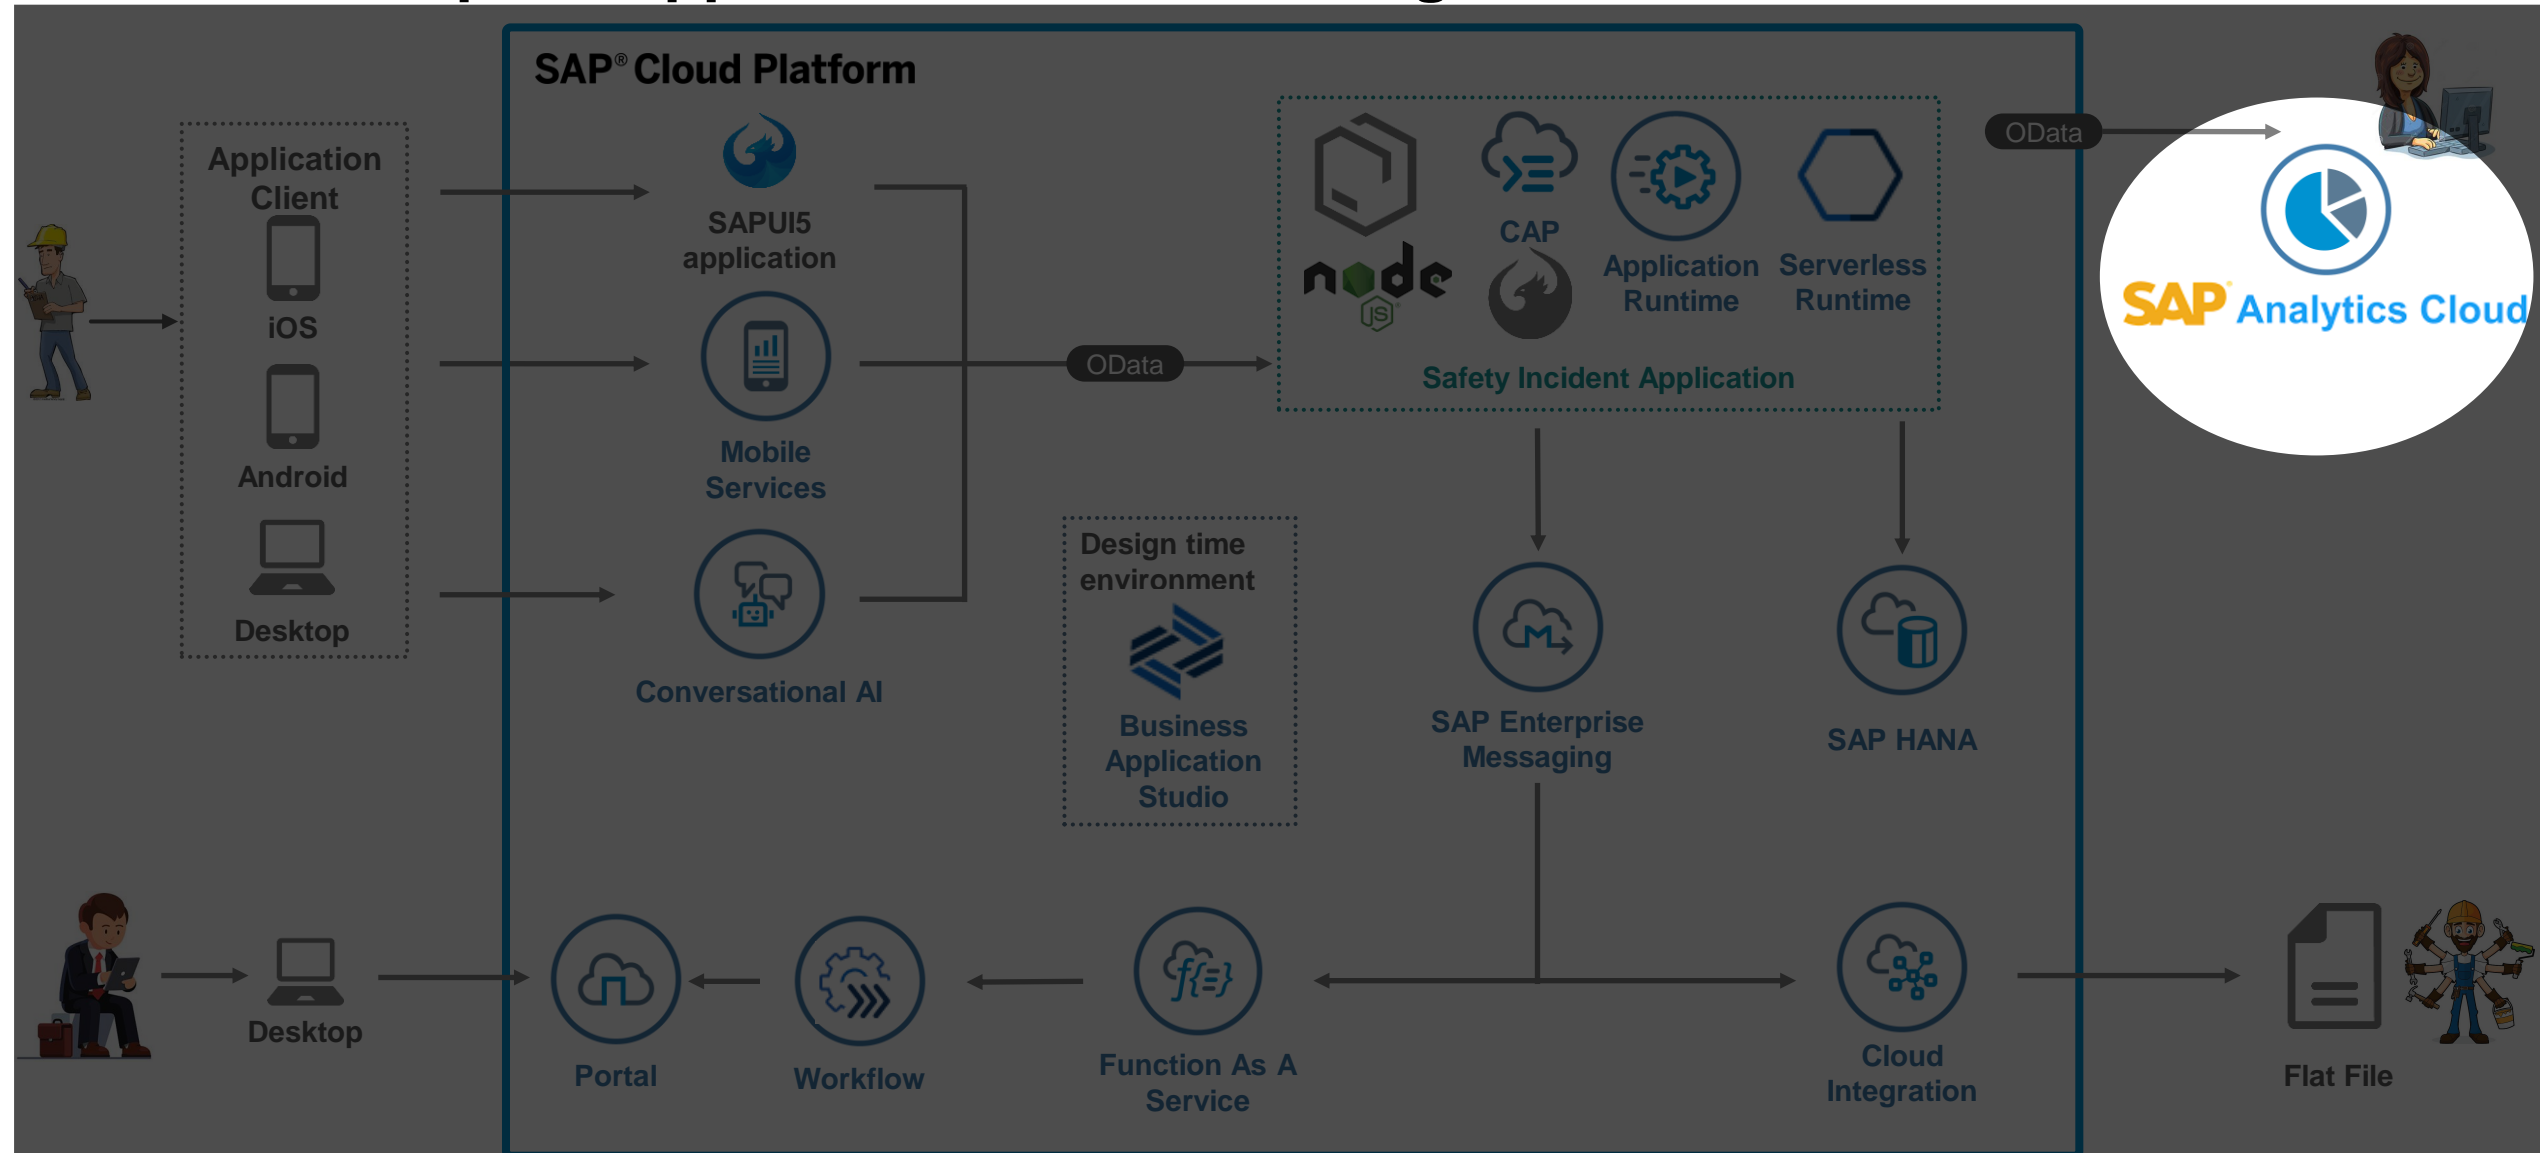 SAP® Cloud Platform
Application
Client
iOS
Android
Desktop
SAPUI5
application
Mobile
Services
Conversational AI
OData
node
JS
CAP
Application
Runtime
Serverless
Runtime
Safety Incident Application
OData
SAP Analytics Cloud
Design time
environment
Business
Application
Studio
SAP Enterprise
Messaging
SAP HANA
Desktop
Portal
Workflow
Function As A
Service
Cloud
Integration
Flat File